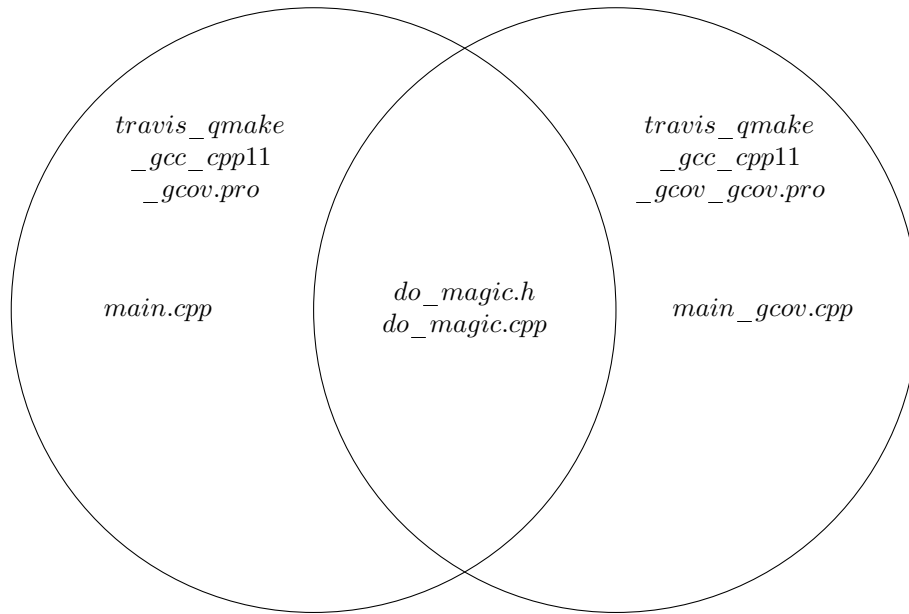 travis_qmake
_gcc_cpp11
_gcov.pro
travis_qmake
_gcc_cpp11
_gcov_gcov.pro
main.cpp
do_magic.h
do_magic.cpp
main_gcov.cpp